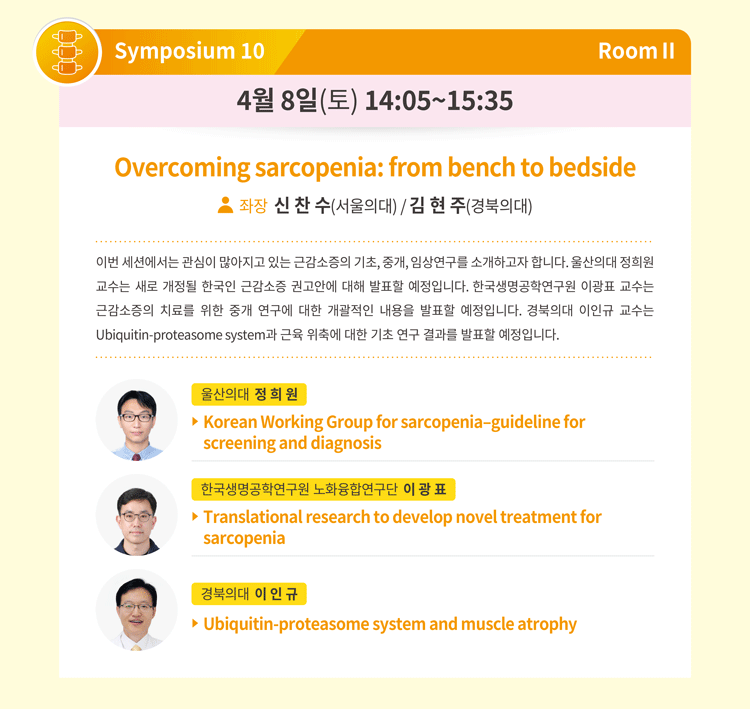 Symposium 10
Room II
4월 8일(토) 14:05~15:35
Overcoming sarcopenia: from bench to bedside
좌장 신 찬 수(서울의대) / 김 현 주(경북의대)
이번 세션에서는 관심이 많아지고 있는 근감소증의 기초, 중개, 임상연구를 소개하고자 합니다. 울산의대 정희원
교수는 새로 개정될 한국인 근감소증 권고안에 대해 발표할 예정입니다. 한국생명공학연구원 이광표 교수는
근감소증의 치료를 위한 중개 연구에 대한 개괄적인 내용을 발표할 예정입니다. 경북의대 이인규 교수는
Ubiquitin-proteasome system과 근육 위축에 대한 기초 연구 결과를 발표할 예정입니다.
울산의대 정 희 원
Korean Working Group for sarcopenia–guideline for
screening and diagnosis
한국생명공학연구원 노화융합연구단 이 광 표
Translational research to develop novel treatment for
sarcopenia
경북의대 이 인 규
Ubiquitin-proteasome system and muscle atrophy